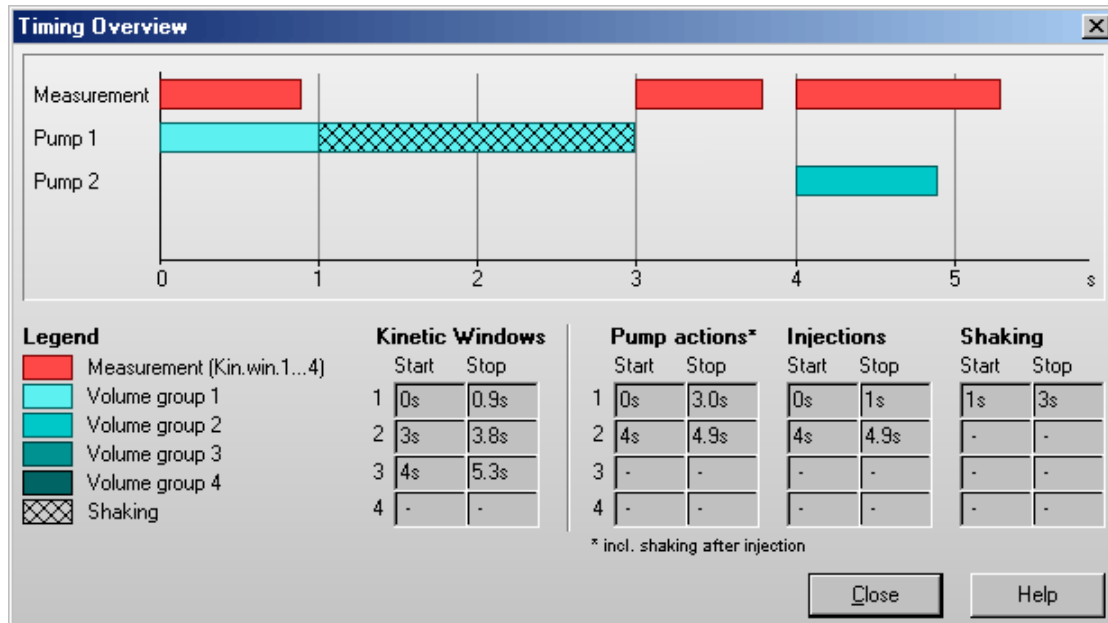 Timing Overview
Measurement
Pump 1
Pump 2
0 1 2 3 4 5 s
Legend
Measurement (Kin.win.1...4)
Volume group 1
Volume group 2
Volume group 3
Volume group 4
Shaking
Kinetic Windows
Start Stop
1 0s 0.9s
2 3s 3.8s
3 4s 5.3s
4 - -
Pump actions*
Start Stop
1 0s 3.0s
2 4s 4.9s
3 - -
4 - -
* incl. shaking after injection
Injections
Start Stop
0s 1s
4s 4.9s
- -
- -
Shaking
Start Stop
1s 3s
- -
- -
- -
Close Help